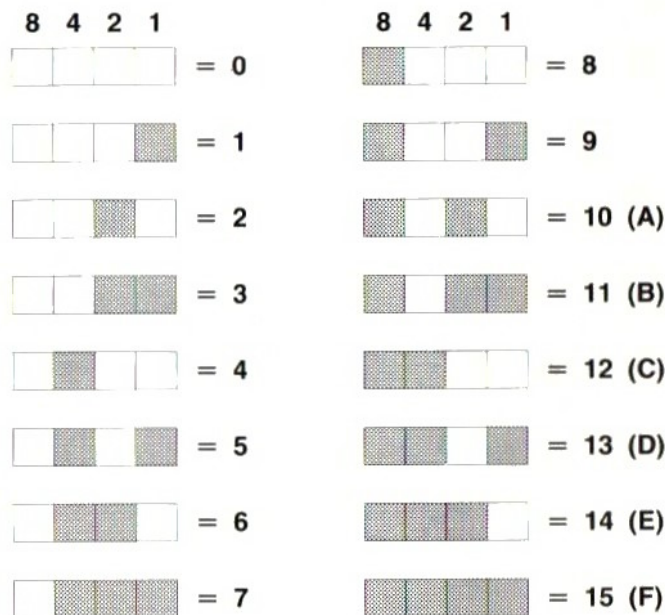 8 4 2 1
= 0
= 1
= 2
= 3
= 4
= 5
= 6
= 7
8 4 2 1
= 8
= 9
= 10 (A)
= 11 (B)
= 12 (C)
= 13 (D)
= 14 (E)
= 15 (F)